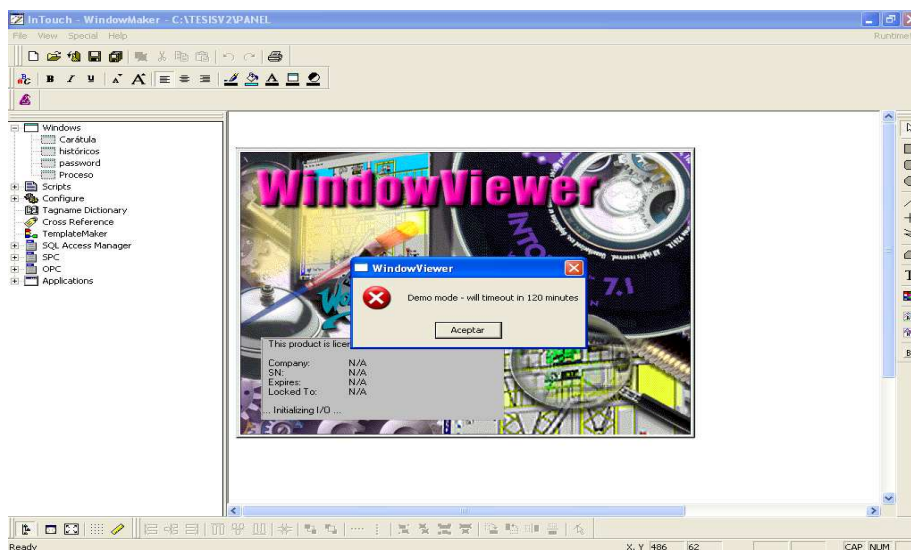 InTouch - WindowMaker - C:\TESISV2\PANEL
File View Special Help
Runtime!
abc B I U A A
Windows
Carátula
históricos
password
Proceso
Scripts
Configure
Tagname Dictionary
Cross Reference
TemplateMaker
SQL Access Manager
SPC
OPC
Applications
WindowViewer
INTO
7.1
WindowViewer
Demo mode - will timeout in 120 minutes
Aceptar
This product is licen
Company: N/A
SN: N/A
Expires: N/A
Locked To: N/A
... Initializing I/O ...
Ready
X, Y 486 62
CAP NUM